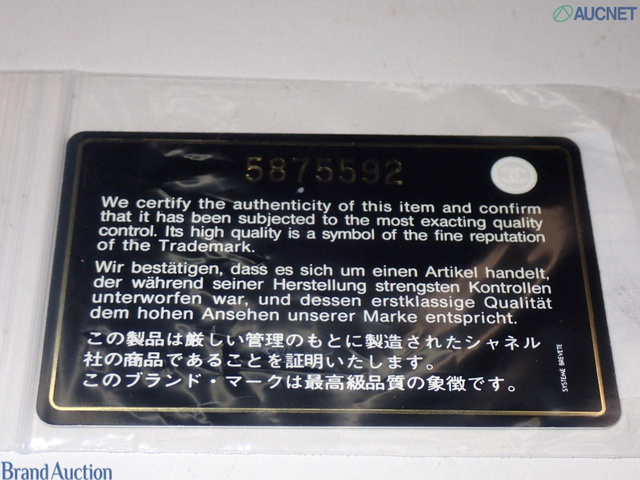 AUCNET
5875592
We certify the authenticity of this item and confirm
that it has been subjected to the most exacting quality
control. Its high quality is a symbol of the fine reputation
of the Trademark.
Wir bestätigen, dass es sich um einen Artikel handelt,
der während seiner Herstellung strengsten Kontrollen
unterworfen war, und dessen erstklassige Qualität
dem hohen Ansehen unserer Marke entspricht.
この製品は厳しい管理のもとに製造されたシャネル
社の商品であることを証明いたします。
このブランド・マークは最高級品質の象徴です。
SYSTEME BREVETE
Brand Auction